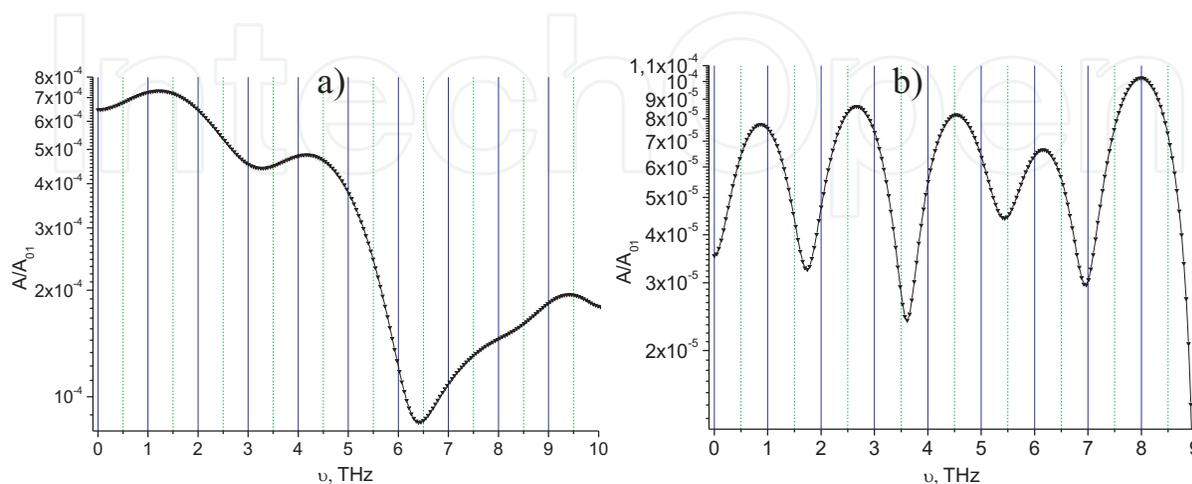 IntechOpen
a)
8x10⁻⁴
7x10⁻⁴
6x10⁻⁴
5x10⁻⁴
4x10⁻⁴
3x10⁻⁴
2x10⁻⁴
10⁻⁴
A/A₀₁
0 1 2 3 4 5 6 7 8 9 10
υ, THz
b)
1,1x10⁻⁴
10⁻⁴
9x10⁻⁵
8x10⁻⁵
7x10⁻⁵
6x10⁻⁵
5x10⁻⁵
4x10⁻⁵
3x10⁻⁵
2x10⁻⁵
A/A₀₁
0 1 2 3 4 5 6 7 8 9
υ, THz